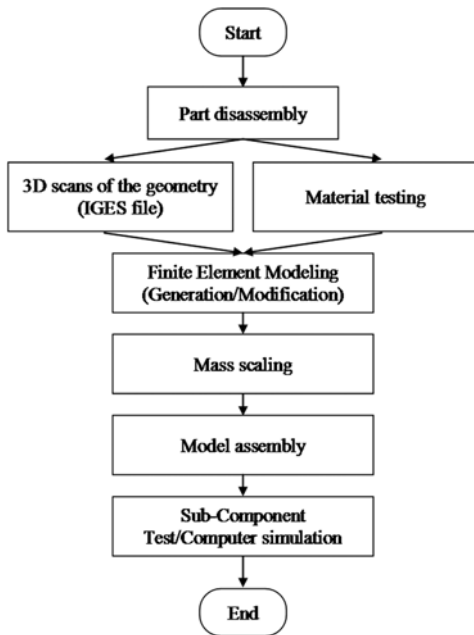 Start
Part disassembly
3D scans of the geometry
(IGES file)
Material testing
Finite Element Modeling
(Generation/Modification)
Mass scaling
Model assembly
Sub-Component
Test/Computer simulation
End